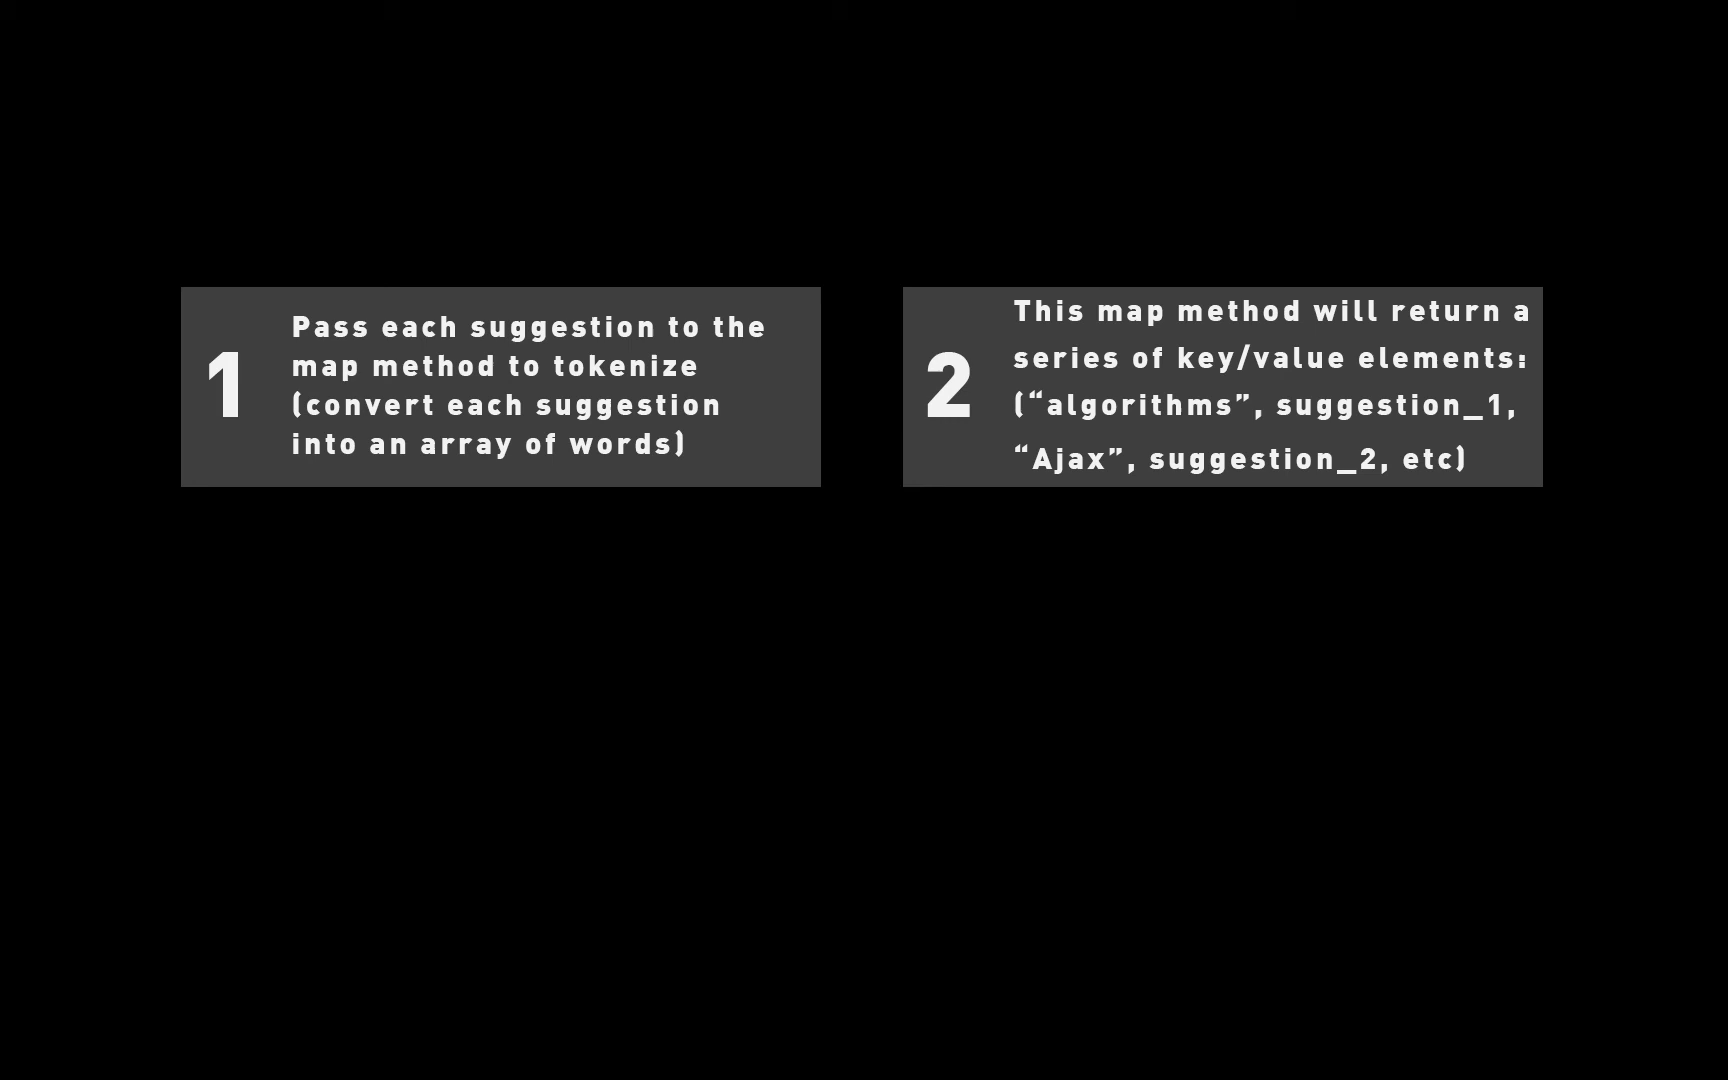 1
Pass each suggestion to the
map method to tokenize
(convert each suggestion
into an array of words)
2
This map method will return a
series of key/value elements:
(“algorithms”, suggestion_1,
“Ajax”, suggestion_2, etc)